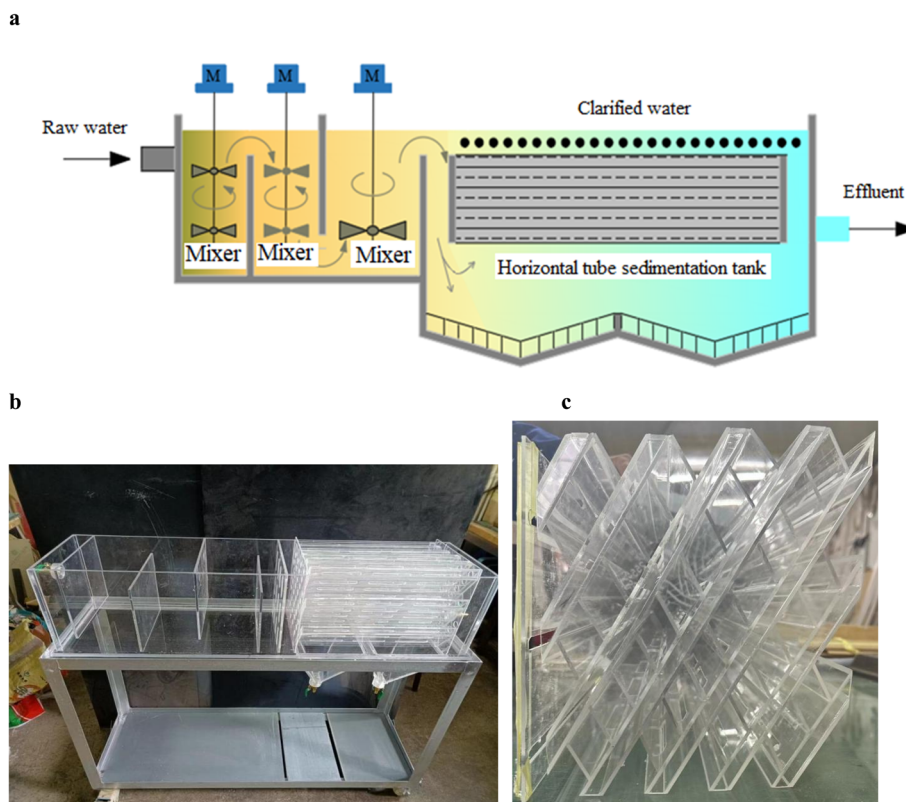 a
M
M
M
Clarified water
Raw water
Effluent
Mixer
Mixer
Mixer
Horizontal tube sedimentation tank
b
c